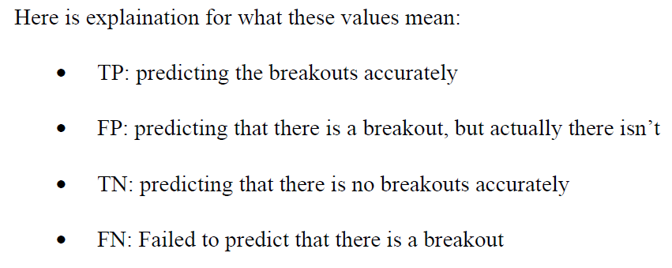 Here is explaination for what these values mean:
• TP: predicting the breakouts accurately
• FP: predicting that there is a breakout, but actually there isn’t
• TN: predicting that there is no breakouts accurately
• FN: Failed to predict that there is a breakout